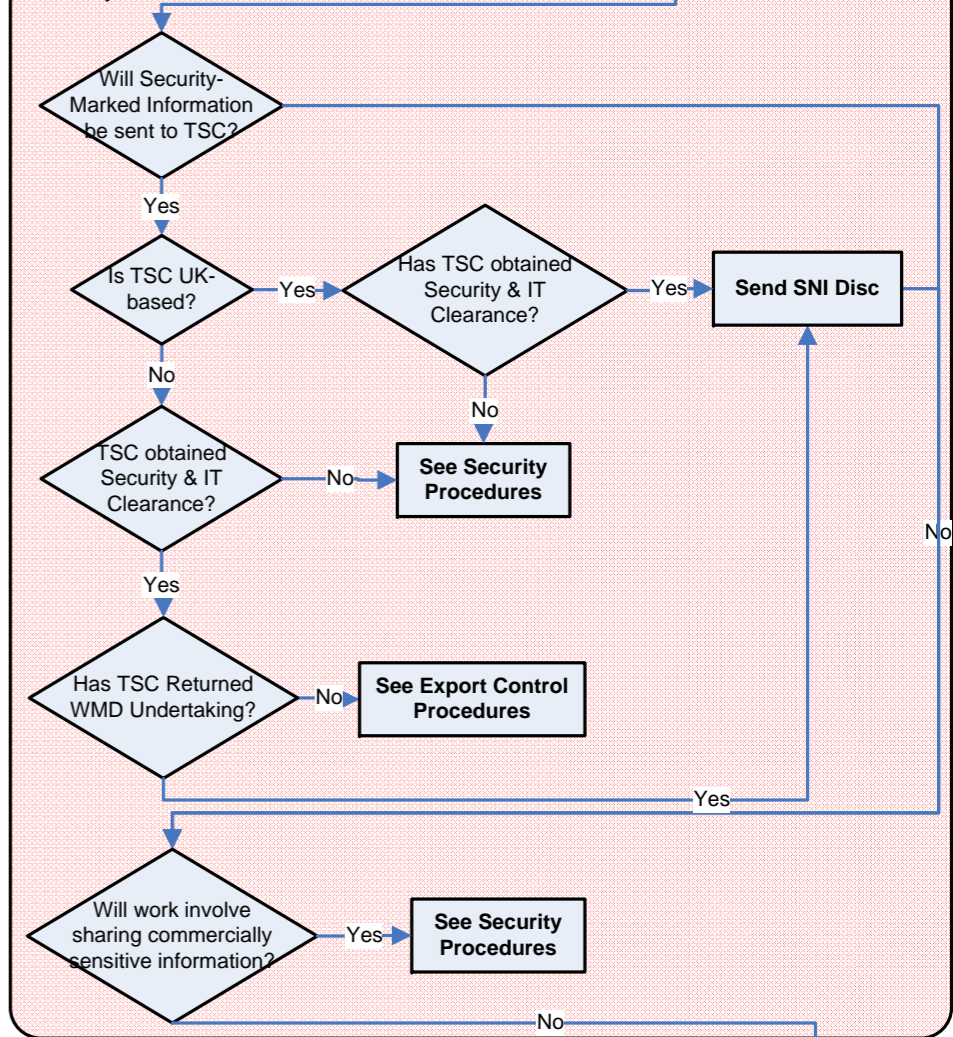 Will Security-
Marked Information
be sent to TSC?
Yes
Is TSC UK-
based?
Yes
Has TSC obtained
Security & IT
Clearance?
Yes
Send SNI Disc
No
No
TSC obtained
Security & IT
Clearance?
No
See Security
Procedures
No
Yes
Has TSC Returned
WMD Undertaking?
No
See Export Control
Procedures
Yes
Will work involve
sharing commercially
sensitive information?
Yes
See Security
Procedures
No